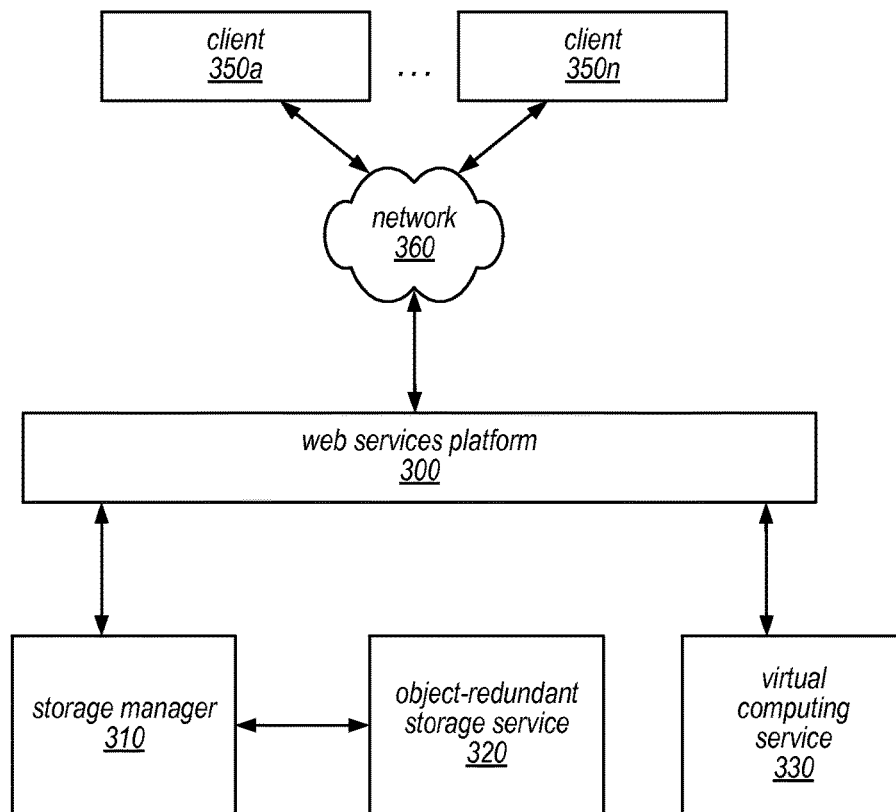 client
350a
...
client
350n
network
360
web services platform
300
storage manager
310
object-redundant
storage service
320
virtual
computing
service
330